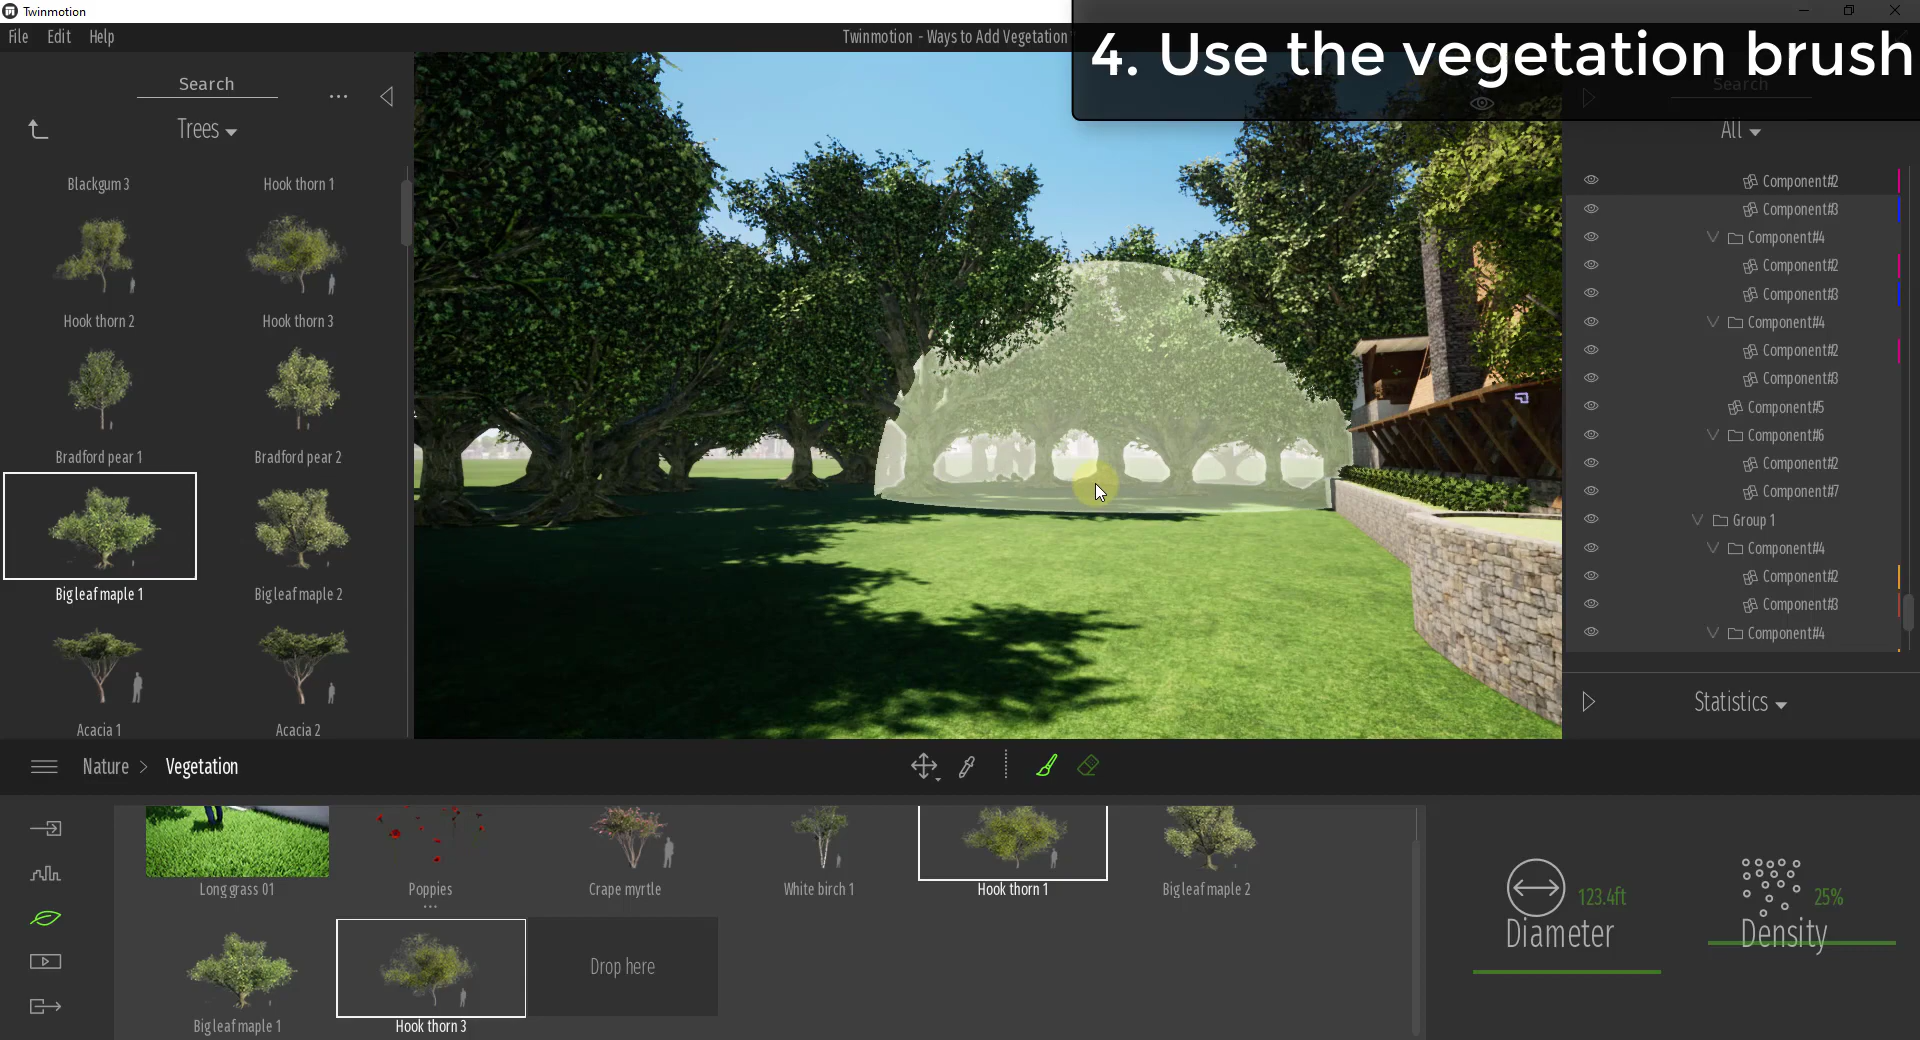 Twinmotion
File Edit Help
Twinmotion - Ways to Add Vegetation
4. Use the vegetation brush
Search
Trees
Blackgum 3
Hook thorn 1
Hook thorn 2
Hook thorn 3
Bradford pear 1
Bradford pear 2
Bigleaf maple 1
Bigleaf maple 2
Acacia 1
Acacia 2
Search
All
Component#2
Component#3
Component#4
Component#2
Component#3
Component#4
Component#2
Component#3
Component#5
Component#6
Component#2
Component#7
Group 1
Component#4
Component#2
Component#3
Component#4
Statistics
Nature > Vegetation
Long grass 01
Poppies
Crape myrtle
White birch 1
Hook thorn 1
Bigleaf maple 2
Bigleaf maple 1
Hook thorn 3
Drop here
123.4ft
Diameter
25%
Density